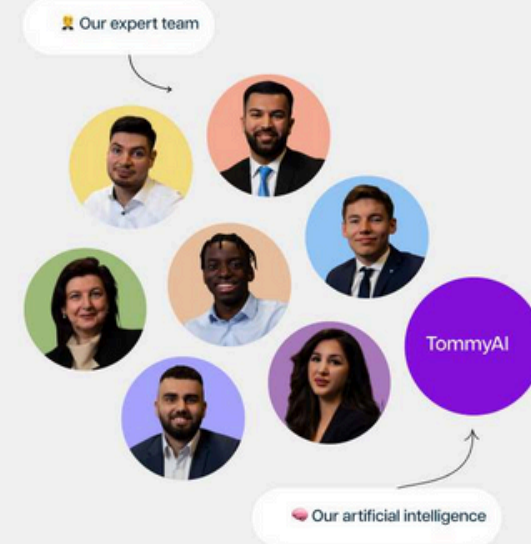 🤵 Our expert team
TommyAI
🧠 Our artificial intelligence